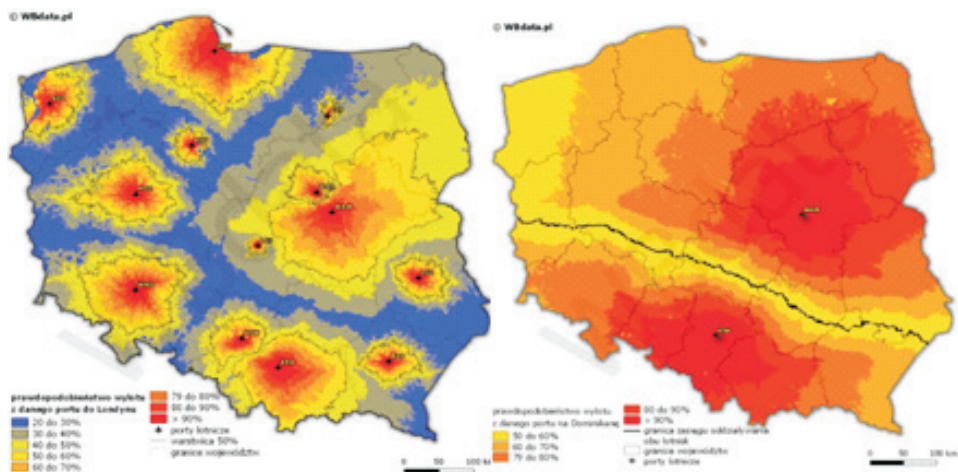 © WBdata.pl
prawdopodobieństwo wylotu
z danego portu do Londynu
20 do 30%
30 do 40%
40 do 50%
50 do 60%
60 do 70%
79 do 80%
80 do 90%
> 90%
porty lotnicze
warstwica 50%
granice województw
0 50 100 km
© WBdata.pl
prawdopodobieństwo wylotu
z danego portu na Dominikanę
50 do 60%
60 do 70%
79 do 80%
80 do 90%
> 90%
granica zasięgu oddziaływania
obu lotnisk
granice województw
porty lotnicze
0 50 100 km